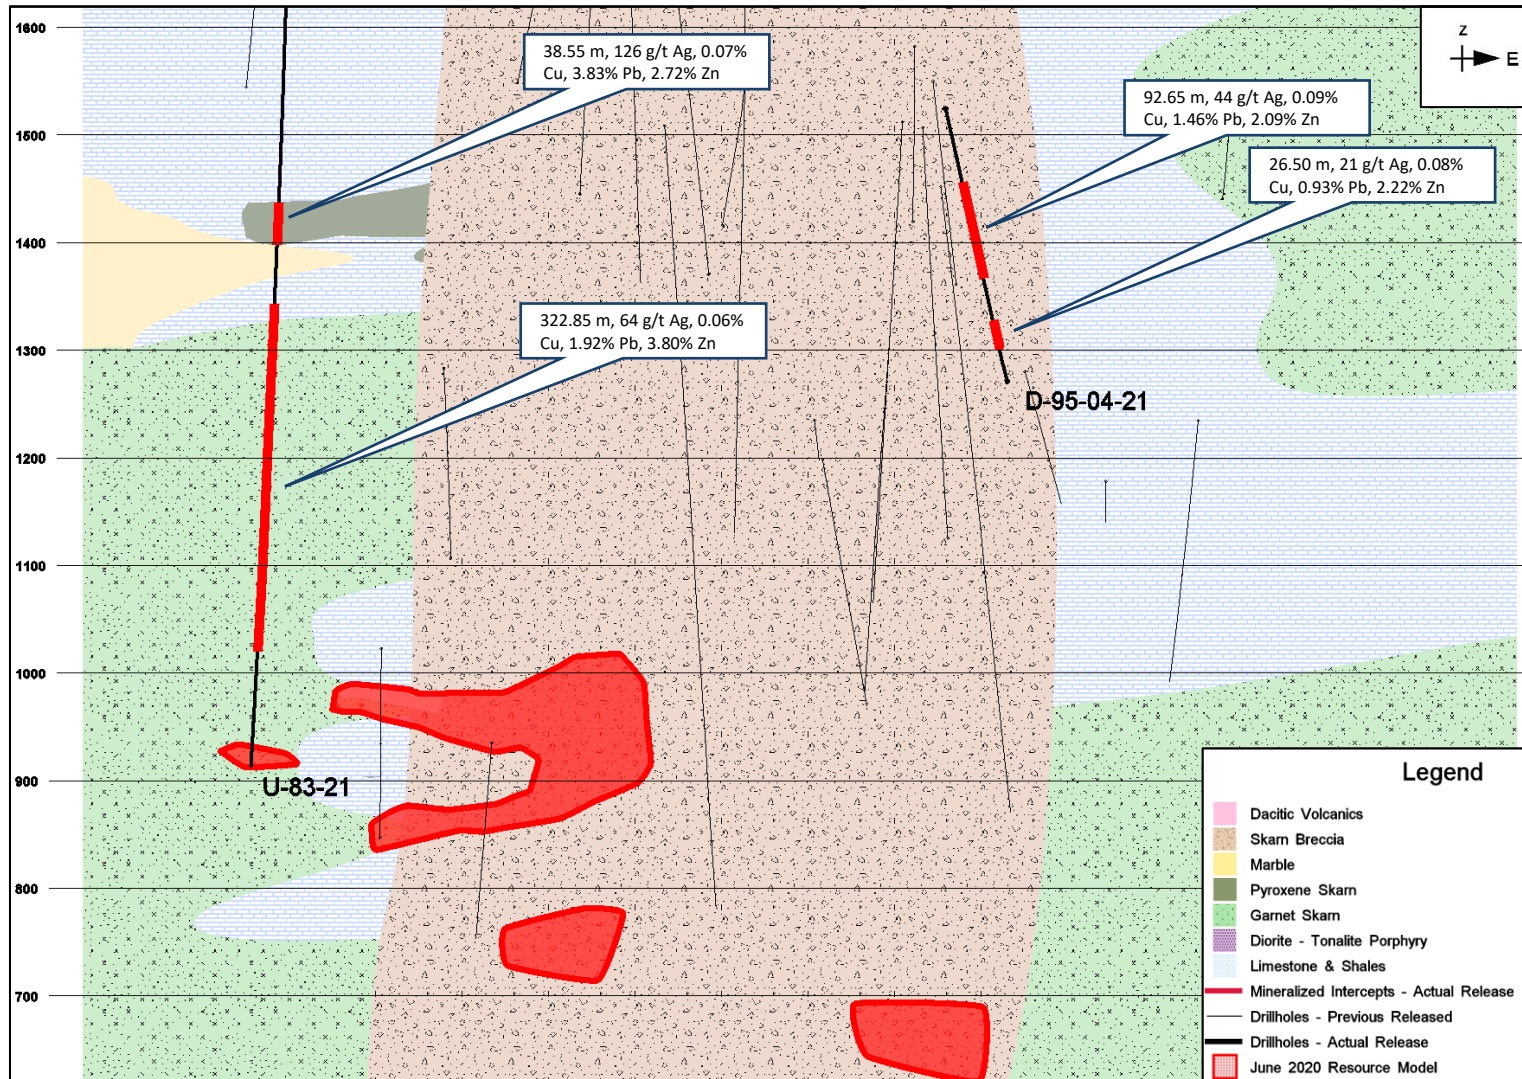 1600
38.55 m, 126 g/t Ag, 0.07%
Cu, 3.83% Pb, 2.72% Zn
Z
E
92.65 m, 44 g/t Ag, 0.09%
Cu, 1.46% Pb, 2.09% Zn
1500
26.50 m, 21 g/t Ag, 0.08%
Cu, 0.93% Pb, 2.22% Zn
1400
322.85 m, 64 g/t Ag, 0.06%
Cu, 1.92% Pb, 3.80% Zn
1300
D-95-04-21
1200
1100
1000
900
U-83-21
800
700
Legend
Dacitic Volcanics
Skarn Breccia
Marble
Pyroxene Skarn
Garnet Skarn
Diorite - Tonalite Porphyry
Limestone & Shales
Mineralized Intercepts - Actual Release
Drillholes - Previous Released
Drillholes - Actual Release
June 2020 Resource Model